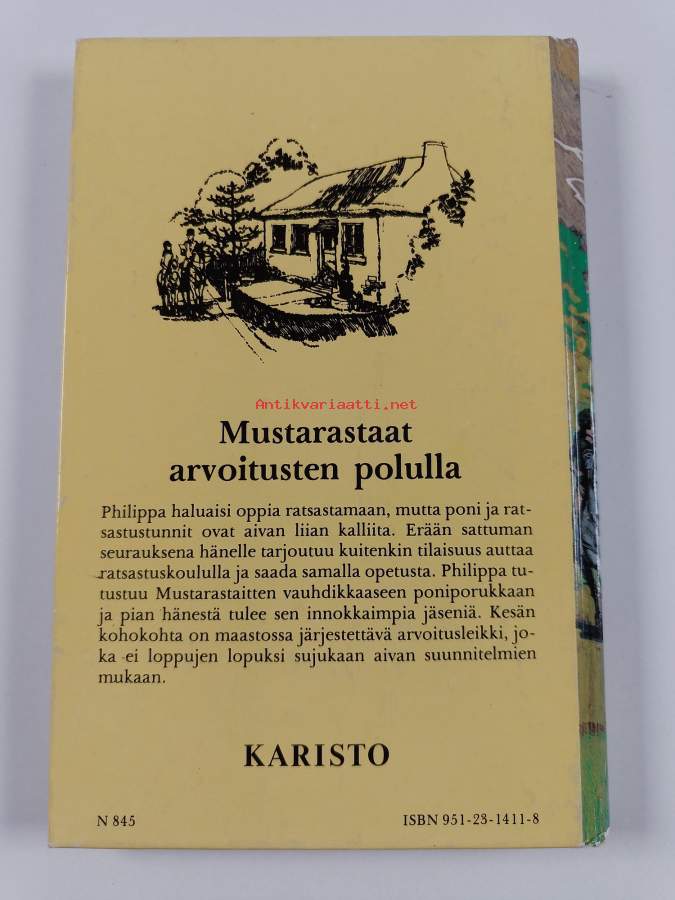 Antikvariaatti.net
Mustarastaat
arvoitusten polulla
Philippa haluaisi oppia ratsastamaan, mutta poni ja rat-
sastustunnit ovat aivan liian kalliita. Erään sattuman
seurauksena hänelle tarjoutuu kuitenkin tilaisuus auttaa
ratsastuskoululla ja saada samalla opetusta. Philippa tu-
tustuu Mustarastaitten vauhdikkaaseen poniporukkaan
ja pian hänestä tulee sen innokkaimpia jäseniä. Kesän
kohokohta on maastossa järjestettävä arvoitusleikki, jo-
ka ei loppujen lopuksi sujukaan aivan suunnitelmien
mukaan.
KARISTO
N 845
ISBN 951-23-1411-8